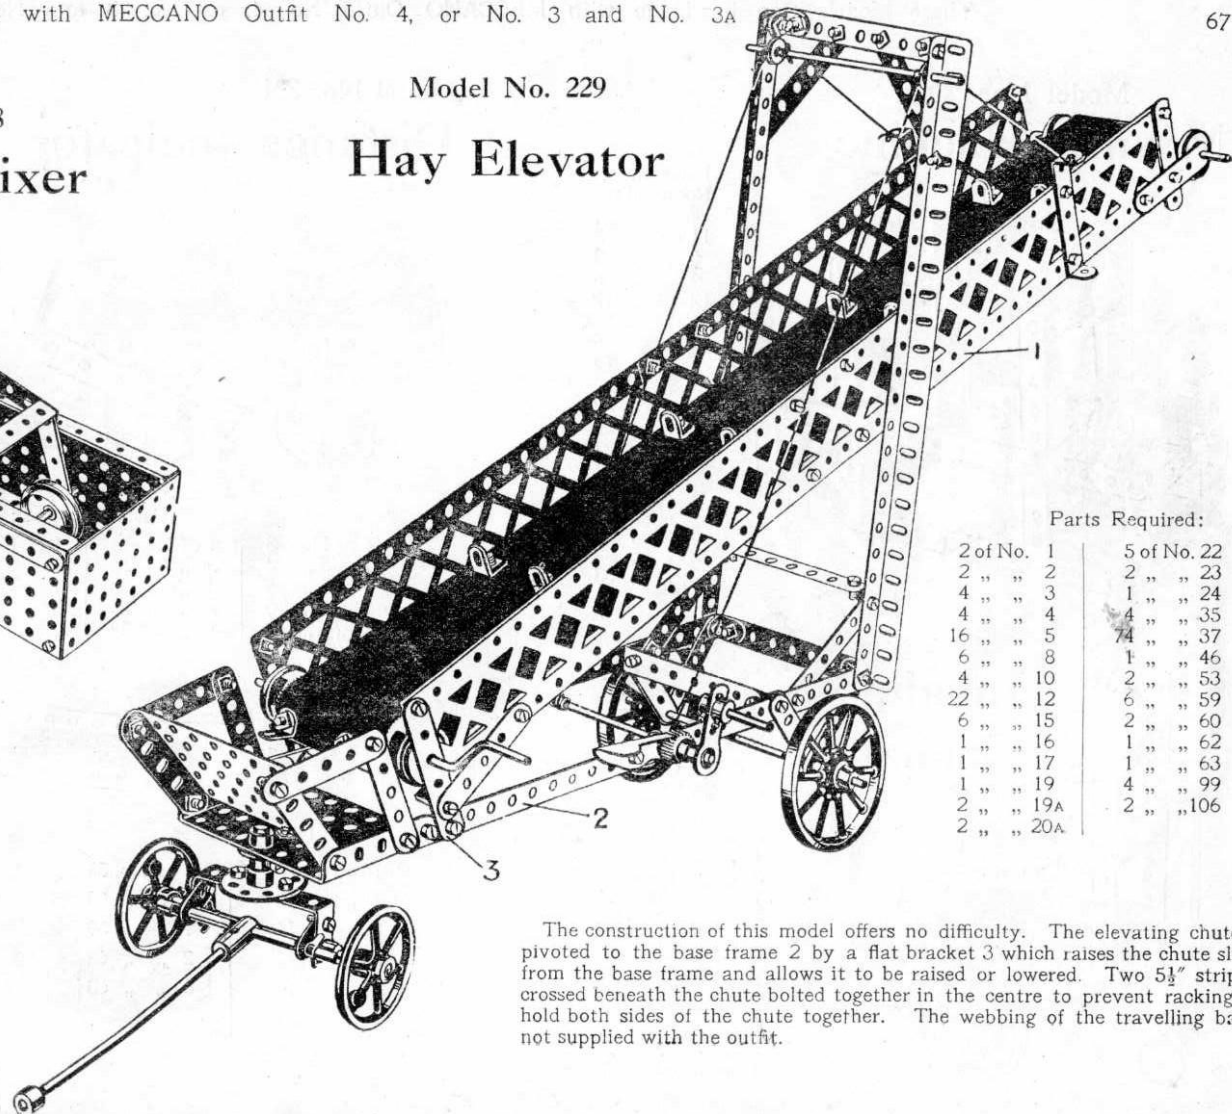 with MECCANO Outfit No. 4, or No. 3 and No. 3A
67
Model No. 229
Hay Elevator
8
ixer
1
2
3
Parts Required:
2 of No. 1
2 „ „ 2
4 „ „ 3
4 „ „ 4
16 „ „ 5
6 „ „ 8
4 „ „ 10
22 „ „ 12
6 „ „ 15
1 „ „ 16
1 „ „ 17
1 „ „ 19
2 „ „ 19A
2 „ „ 20A
5 of No. 22
2 „ „ 23
1 „ „ 24
4 „ „ 35
74 „ „ 37
1 „ „ 46
2 „ „ 53
6 „ „ 59
2 „ „ 60
1 „ „ 62
1 „ „ 63
4 „ „ 99
2 „ „ 106
The construction of this model offers no difficulty. The elevating chut
pivoted to the base frame 2 by a flat bracket 3 which raises the chute sl
from the base frame and allows it to be raised or lowered. Two 5½″ strip
crossed beneath the chute bolted together in the centre to prevent racking
hold both sides of the chute together. The webbing of the travelling ba
not supplied with the outfit.